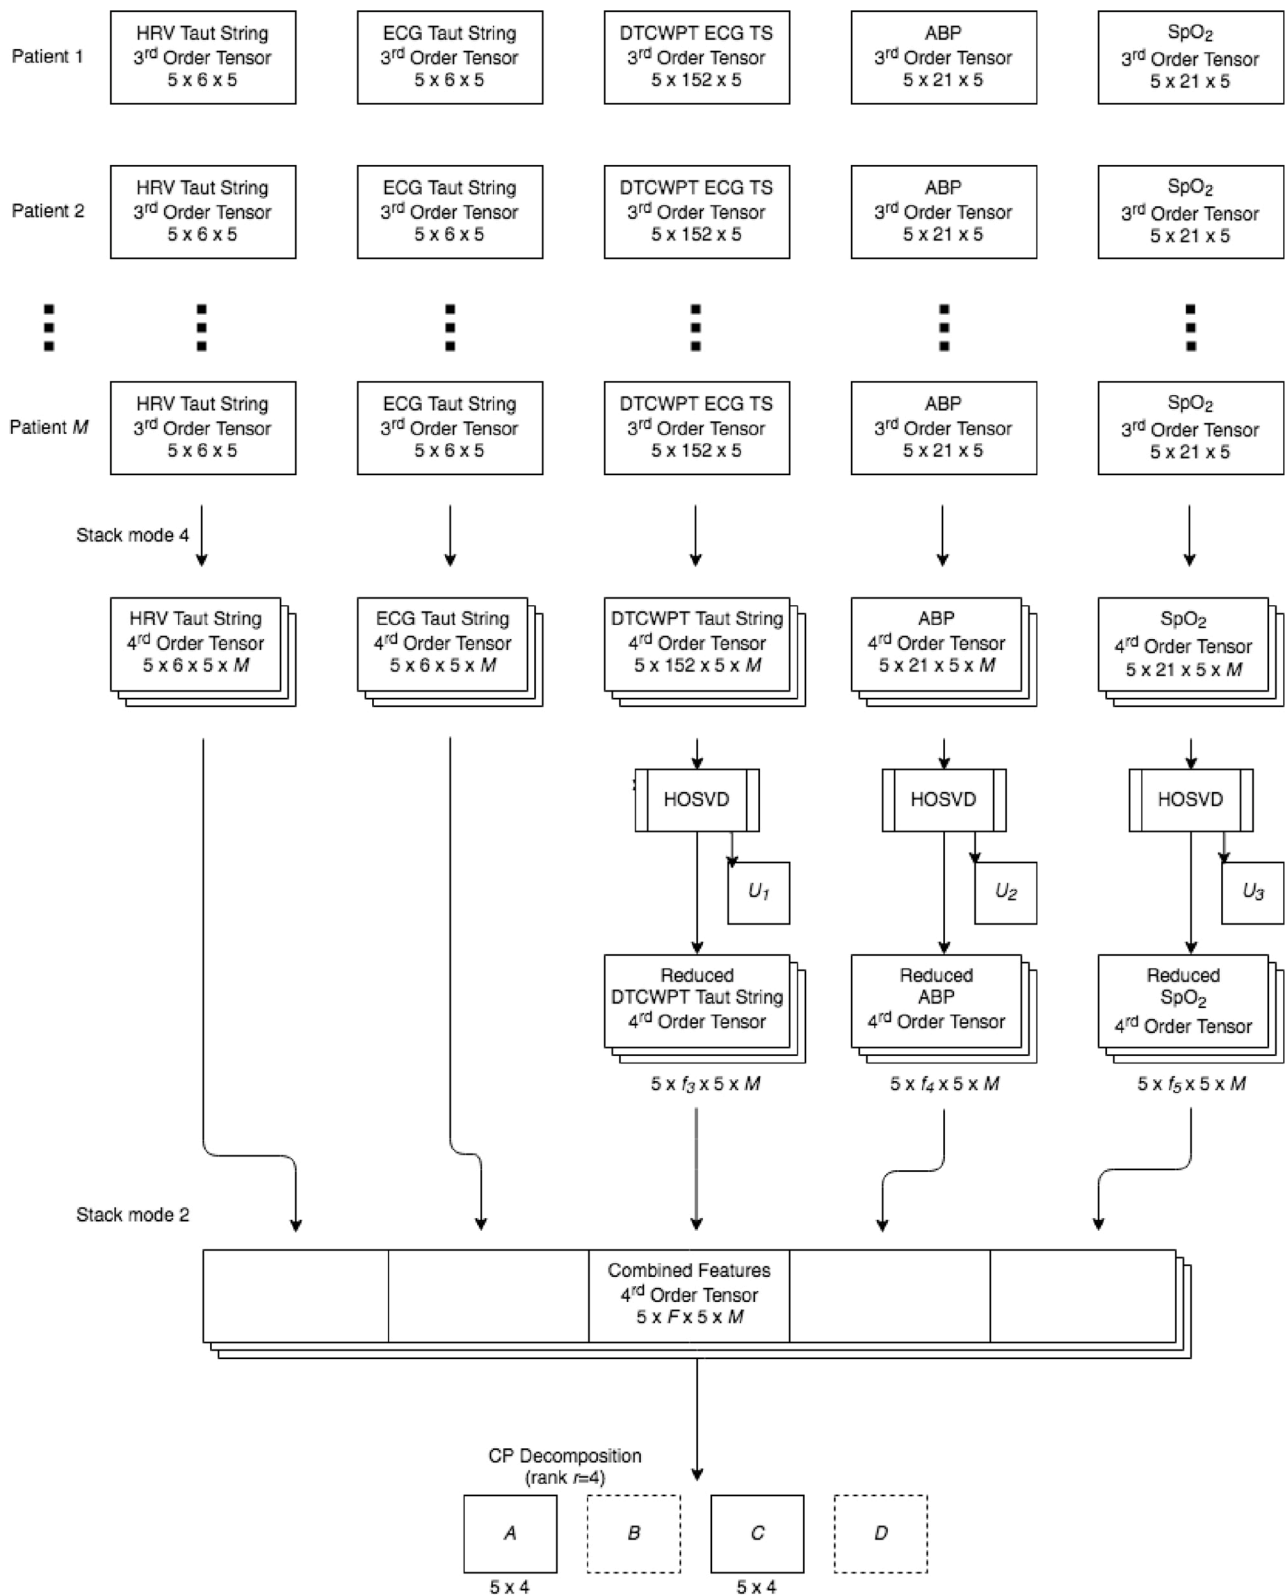 Patient 1
HRV Taut String
3rd Order Tensor
5 x 6 x 5
ECG Taut String
3rd Order Tensor
5 x 6 x 5
DTCWPT ECG TS
3rd Order Tensor
5 x 152 x 5
ABP
3rd Order Tensor
5 x 21 x 5
SpO2
3rd Order Tensor
5 x 21 x 5
Patient 2
HRV Taut String
3rd Order Tensor
5 x 6 x 5
ECG Taut String
3rd Order Tensor
5 x 6 x 5
DTCWPT ECG TS
3rd Order Tensor
5 x 152 x 5
ABP
3rd Order Tensor
5 x 21 x 5
SpO2
3rd Order Tensor
5 x 21 x 5
Patient M
HRV Taut String
3rd Order Tensor
5 x 6 x 5
ECG Taut String
3rd Order Tensor
5 x 6 x 5
DTCWPT ECG TS
3rd Order Tensor
5 x 152 x 5
ABP
3rd Order Tensor
5 x 21 x 5
SpO2
3rd Order Tensor
5 x 21 x 5
Stack mode 4
HRV Taut String
4rd Order Tensor
5 x 6 x 5 x M
ECG Taut String
4rd Order Tensor
5 x 6 x 5 x M
DTCWPT Taut String
4rd Order Tensor
5 x 152 x 5 x M
ABP
4rd Order Tensor
5 x 21 x 5 x M
SpO2
4rd Order Tensor
5 x 21 x 5 x M
HOSVD
HOSVD
HOSVD
U1
U2
U3
Reduced
DTCWPT Taut String
4rd Order Tensor
5 x f3 x 5 x M
Reduced
ABP
4rd Order Tensor
5 x f4 x 5 x M
Reduced
SpO2
4rd Order Tensor
5 x f5 x 5 x M
Stack mode 2
Combined Features
4rd Order Tensor
5 x F x 5 x M
CP Decomposition
(rank r=4)
A
B
C
D
5 x 4
5 x 4